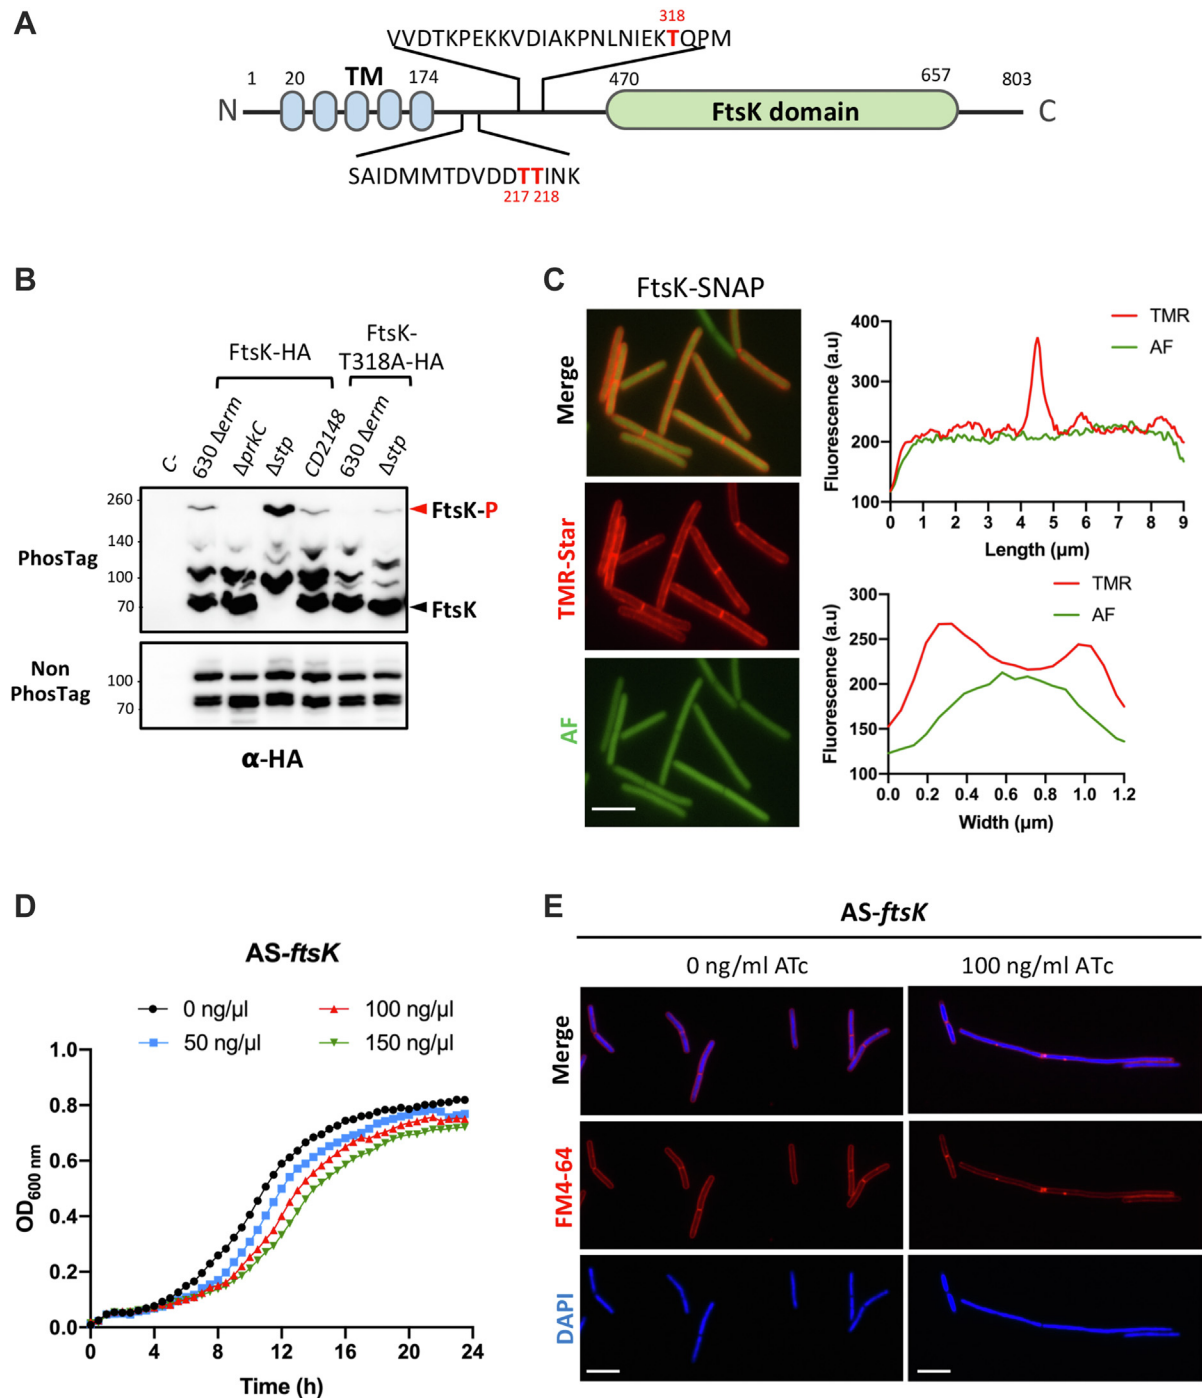 A
VVDTKPEKKVDIAKPNLNIEKTQPM
318
1 20 TM 174 470 657 803
N FtsK domain C
SAIDMMTDVDDTTINK
217 218
B
FtsK-HA
FtsK-
T318A-HA
C-
630 Δerm
ΔprkC
Δstp
CD2148
630 Δerm
Δstp
PhosTag
260
140
100
70
FtsK-P
FtsK
Non
PhosTag
100
70
α-HA
C
FtsK-SNAP
Merge
TMR-Star
AF
TMR
AF
Fluorescence (a.u)
400
300
200
100
0 1 2 3 4 5 6 7 8 9
Length (µm)
TMR
AF
Fluorescence (a.u)
300
250
200
150
100
0.0 0.2 0.4 0.6 0.8 1.0 1.2
Width (µm)
D
AS-ftsK
0 ng/µl 100 ng/µl
50 ng/µl 150 ng/µl
OD600 nm
1.0
0.8
0.6
0.4
0.2
0.0
0 4 8 12 16 20 24
Time (h)
E
AS-ftsK
0 ng/ml ATc 100 ng/ml ATc
Merge
FM4-64
DAPI